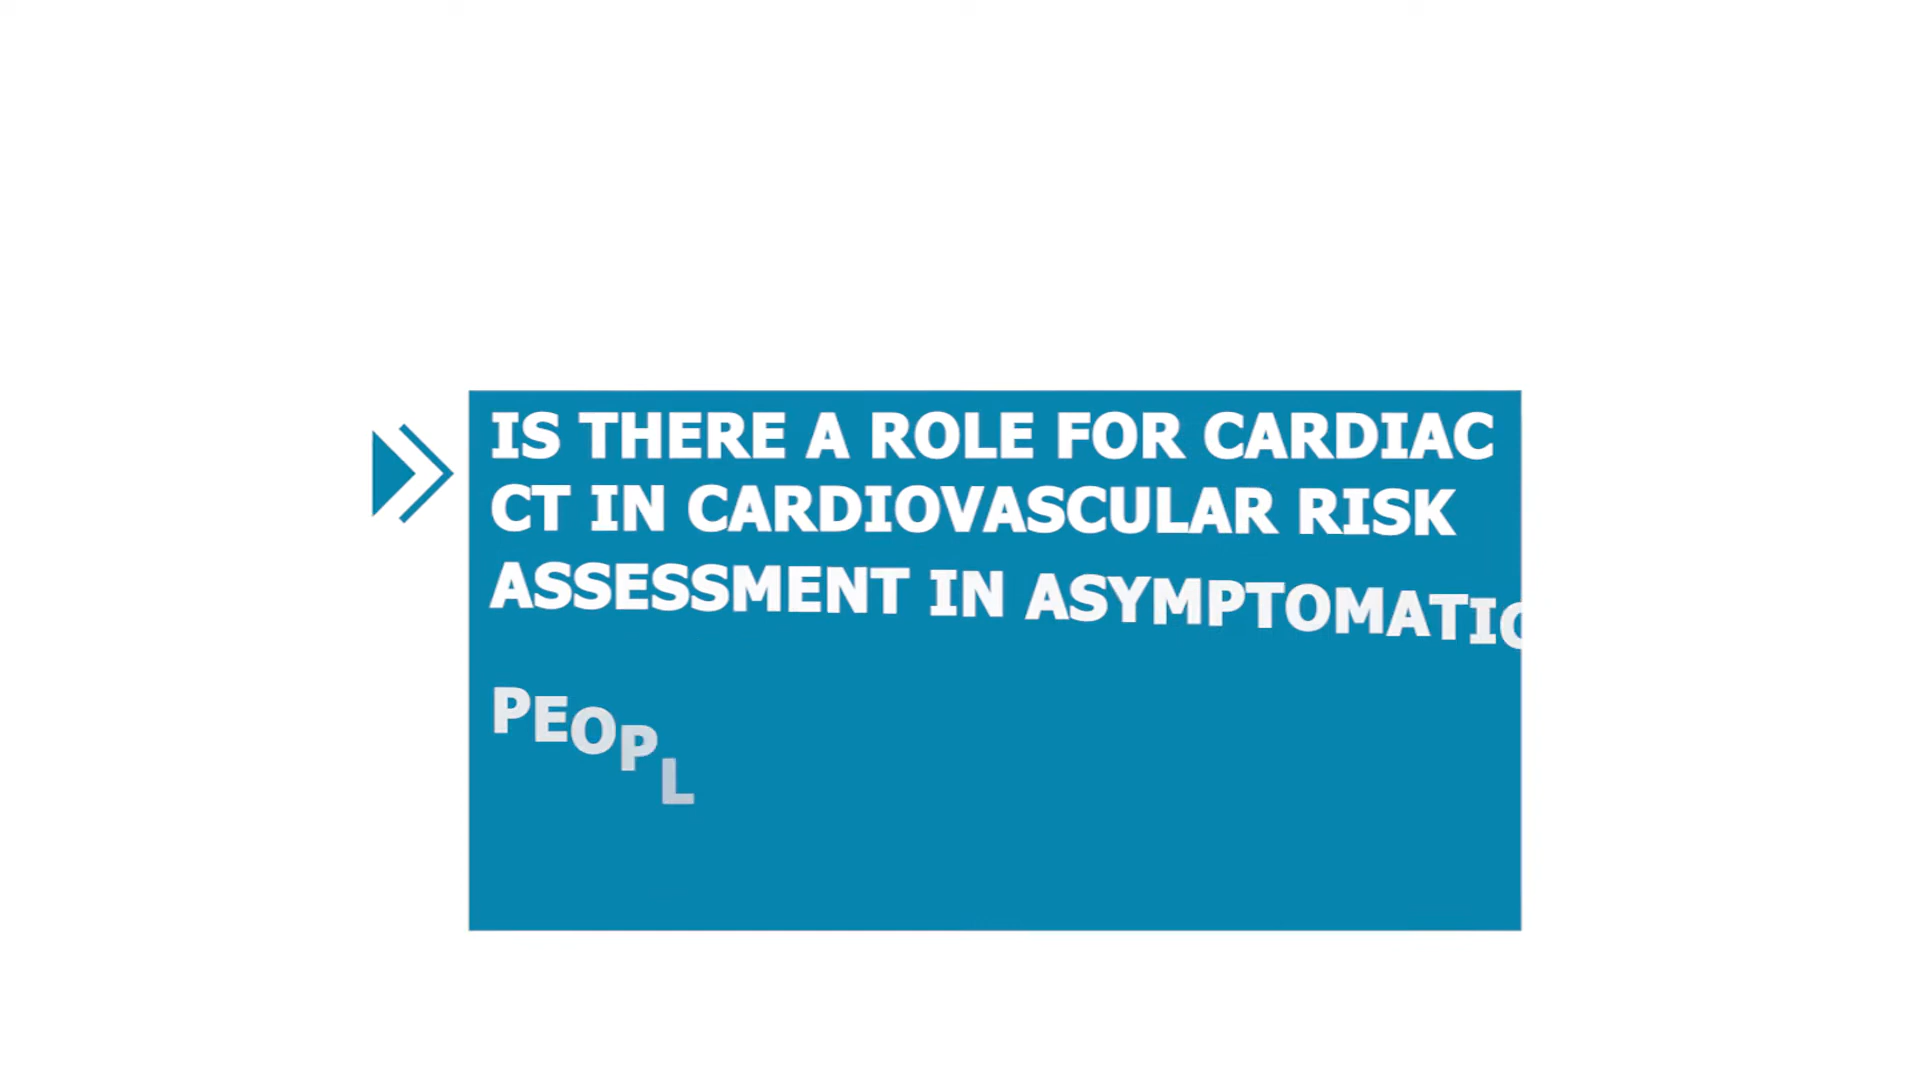 IS THERE A ROLE FOR CARDIAC
CT IN CARDIOVASCULAR RISK
ASSESSMENT IN ASYMPTOMATIC
PEOPL